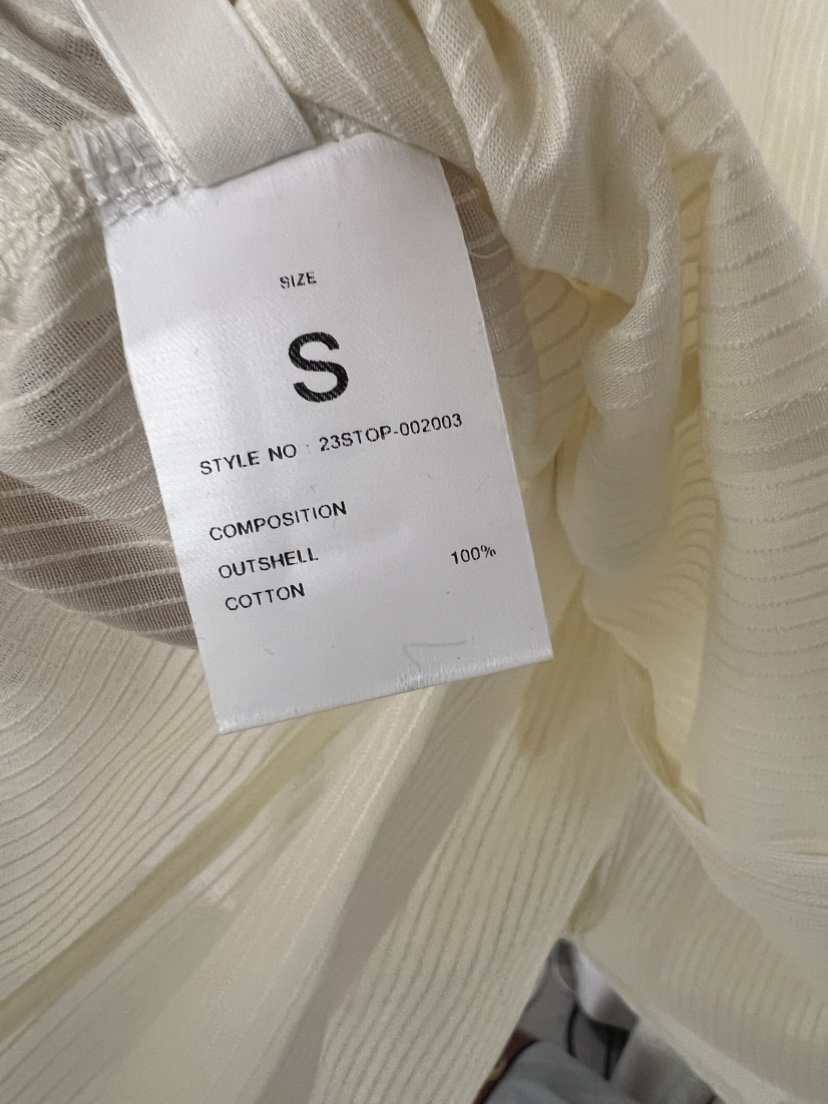 SIZE
S
STYLE NO : 23STOP-002003
COMPOSITION
OUTSHELL 100%
COTTON